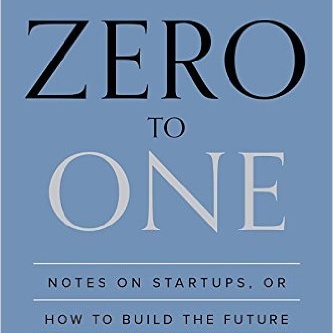 ZERO
TO
ONE
NOTES ON STARTUPS, OR
HOW TO BUILD THE FUTURE